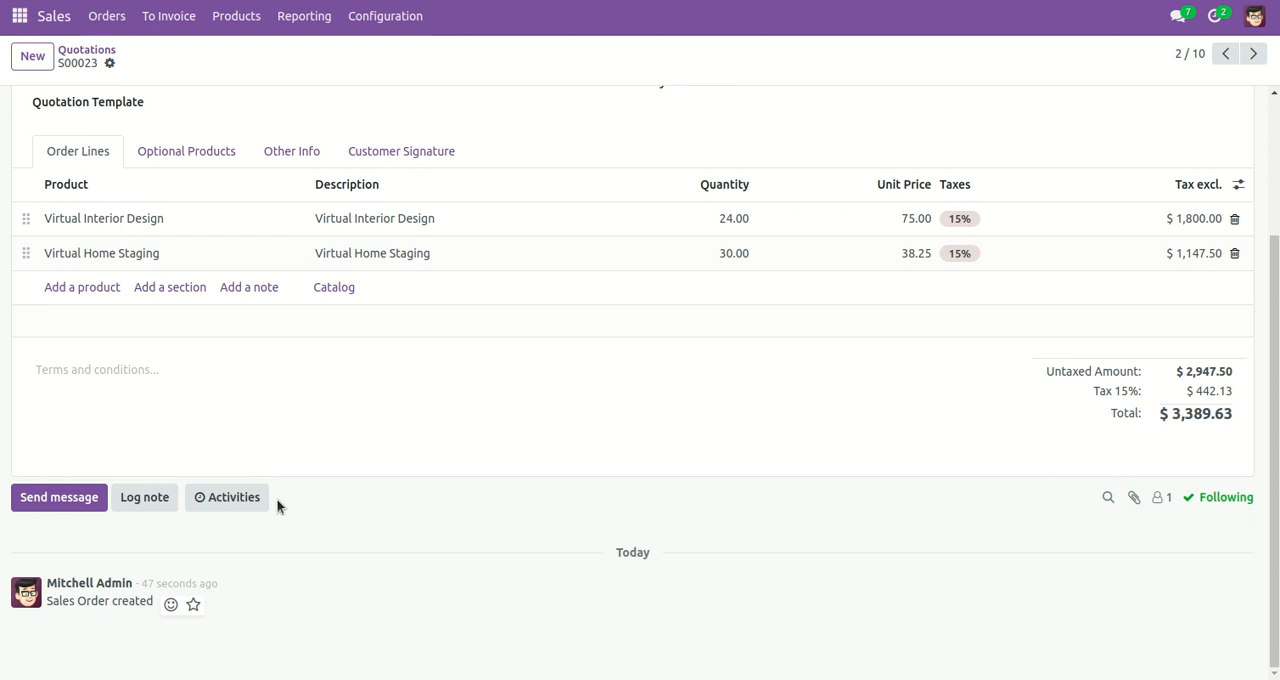 Sales Orders To Invoice Products Reporting Configuration 7 2
New Quotations 2 / 10
S00023
Quotation Template
Order Lines Optional Products Other Info Customer Signature
Product Description Quantity Unit Price Taxes Tax excl.
Virtual Interior Design Virtual Interior Design 24.00 75.00 15% $ 1,800.00
Virtual Home Staging Virtual Home Staging 30.00 38.25 15% $ 1,147.50
Add a product Add a section Add a note Catalog
Terms and conditions... Untaxed Amount: $ 2,947.50
Tax 15%: $ 442.13
Total: $ 3,389.63
Send message Log note Activities 1 Following
Today
Mitchell Admin - 47 seconds ago
Sales Order created